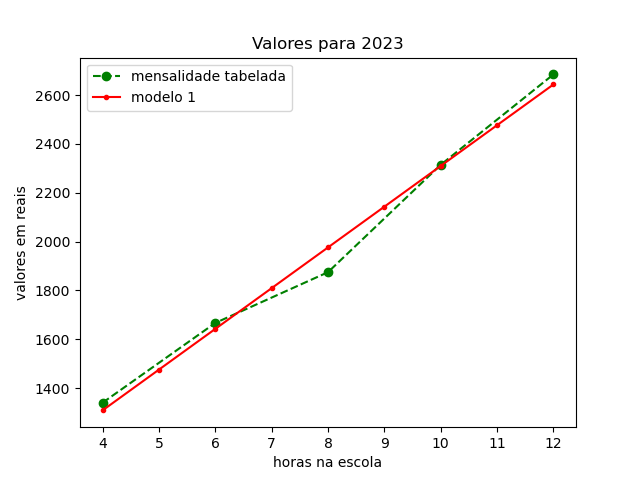 Valores para 2023
mensalidade tabelada
modelo 1
valores em reais
2600
2400
2200
2000
1800
1600
1400
4 5 6 7 8 9 10 11 12
horas na escola